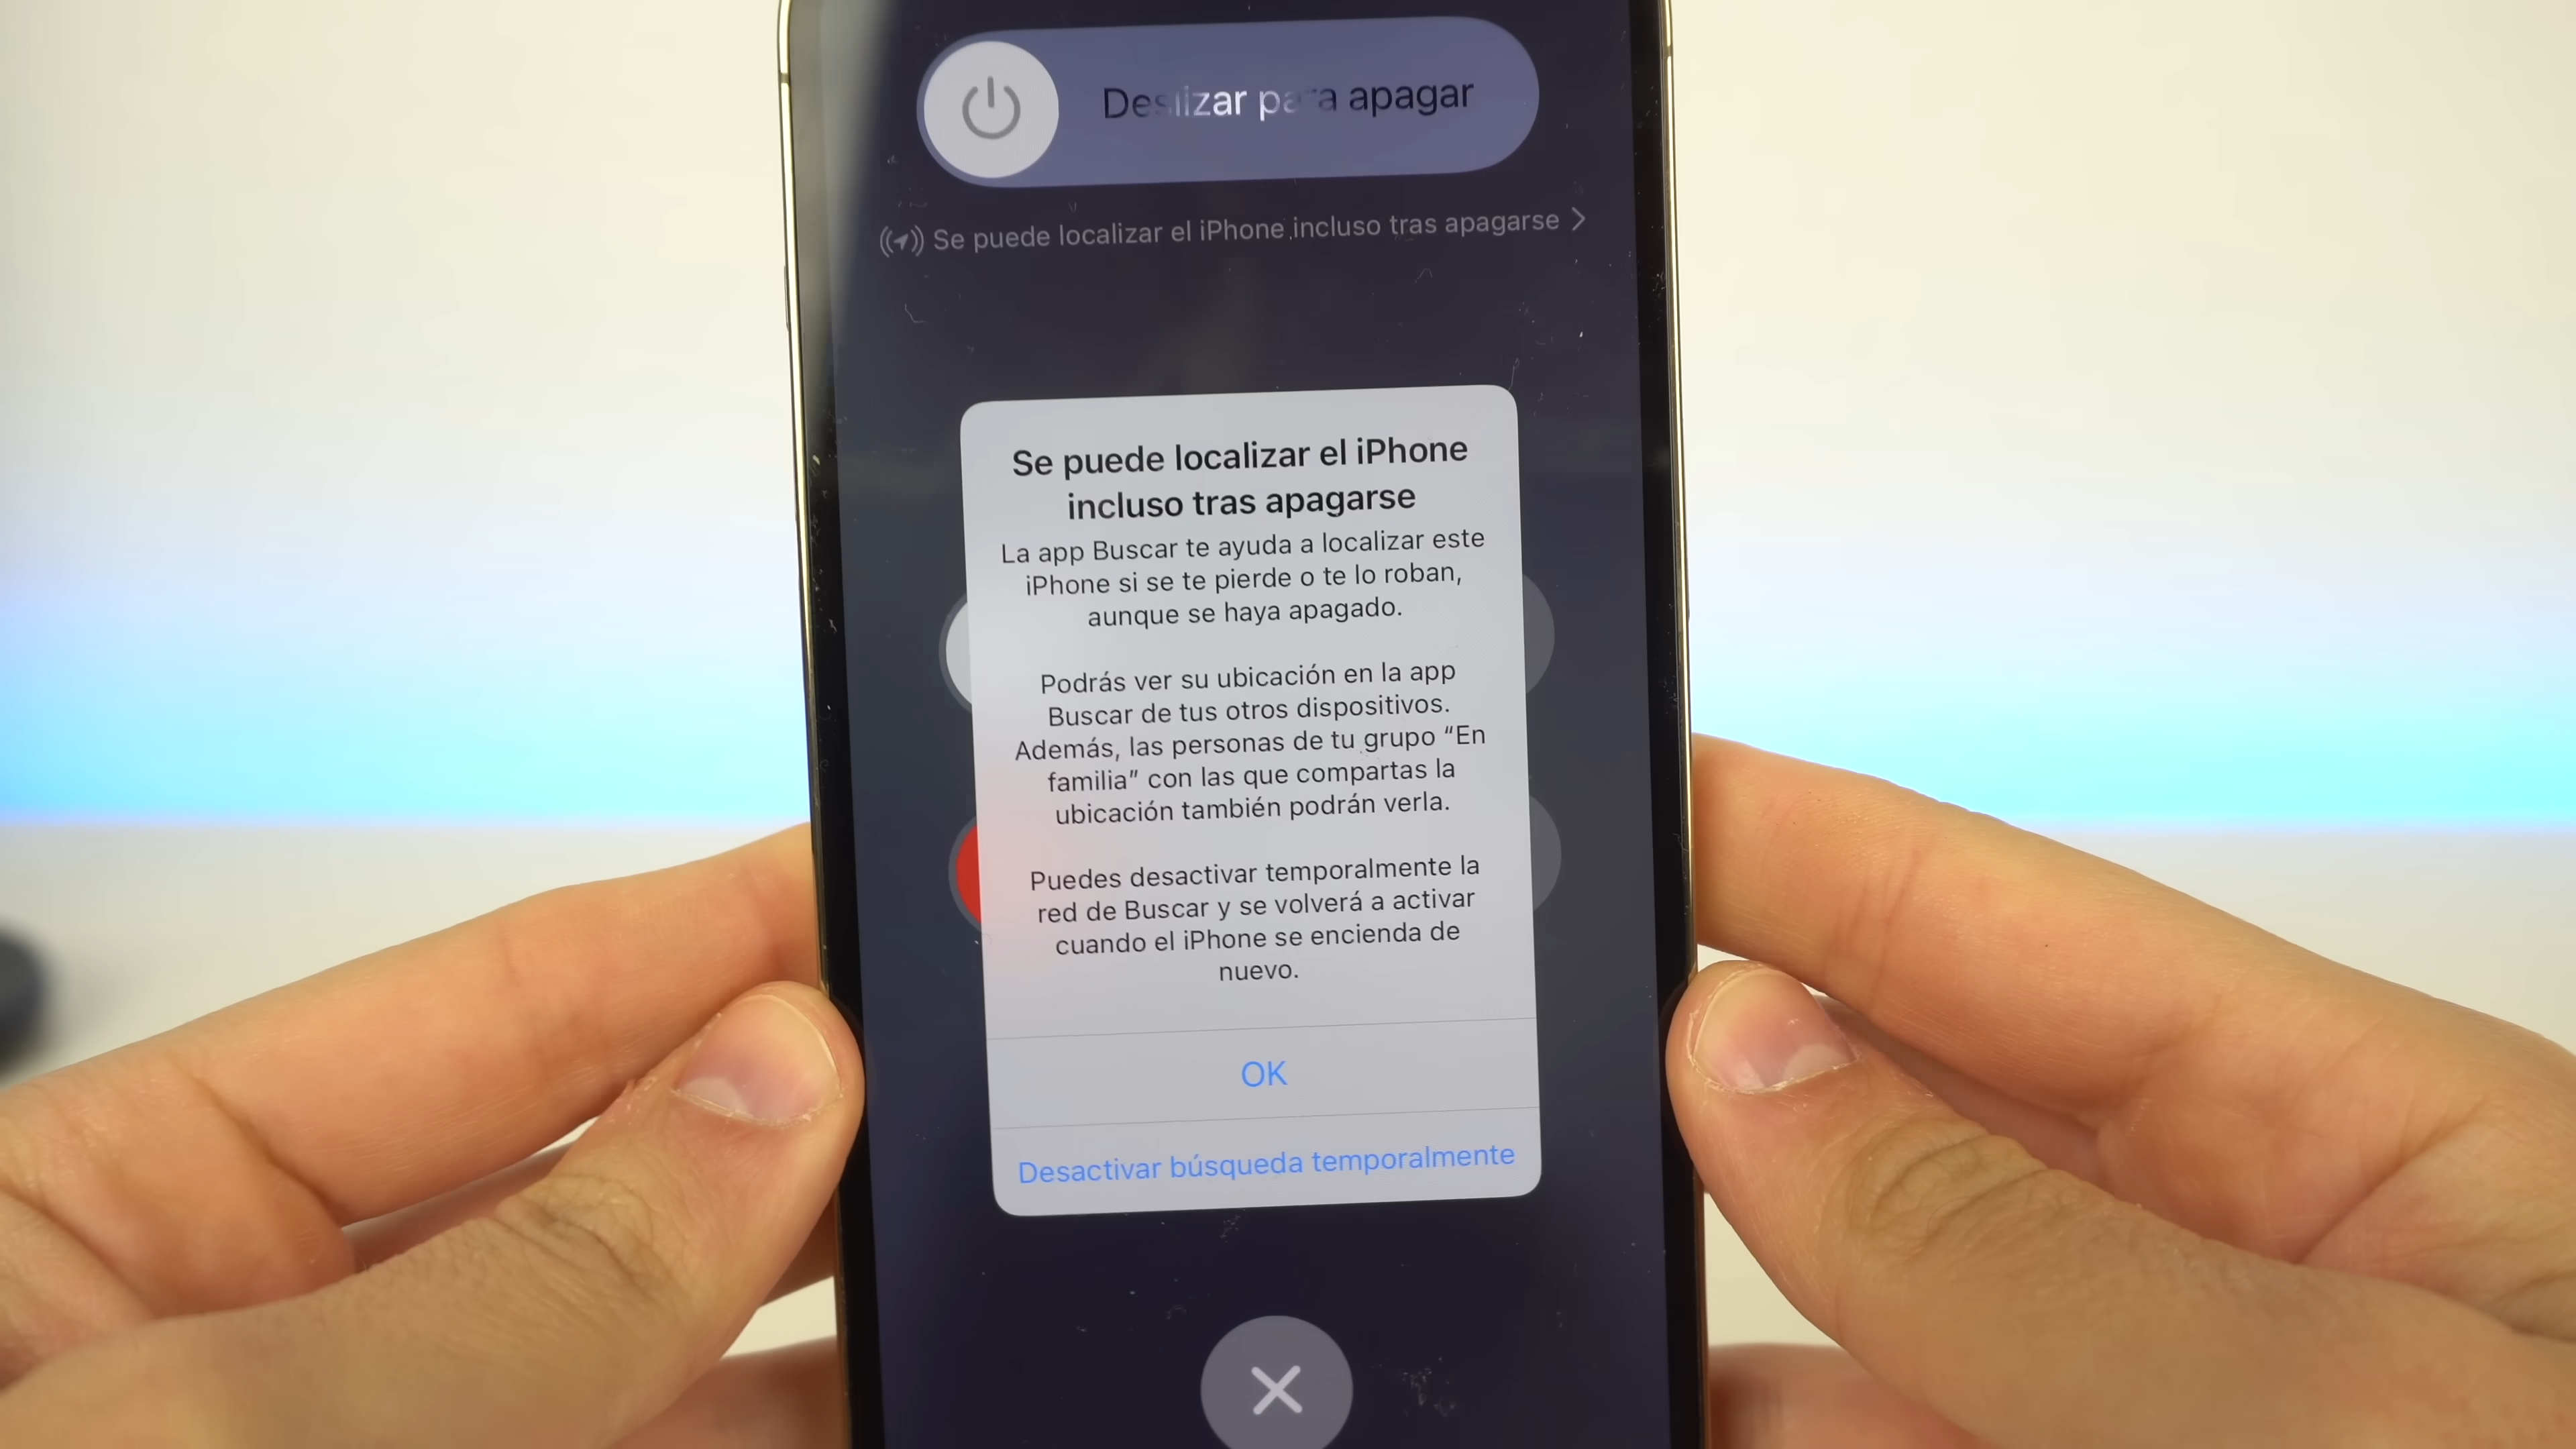 Deslizar para apagar
Se puede localizar el iPhone incluso tras apagarse
Se puede localizar el iPhone
incluso tras apagarse
La app Buscar te ayuda a localizar este
iPhone si se te pierde o te lo roban,
aunque se haya apagado.
Podrás ver su ubicación en la app
Buscar de tus otros dispositivos.
Además, las personas de tu grupo “En
familia” con las que compartas la
ubicación también podrán verla.
Puedes desactivar temporalmente la
red de Buscar y se volverá a activar
cuando el iPhone se encienda de
nuevo.
OK
Desactivar búsqueda temporalmente